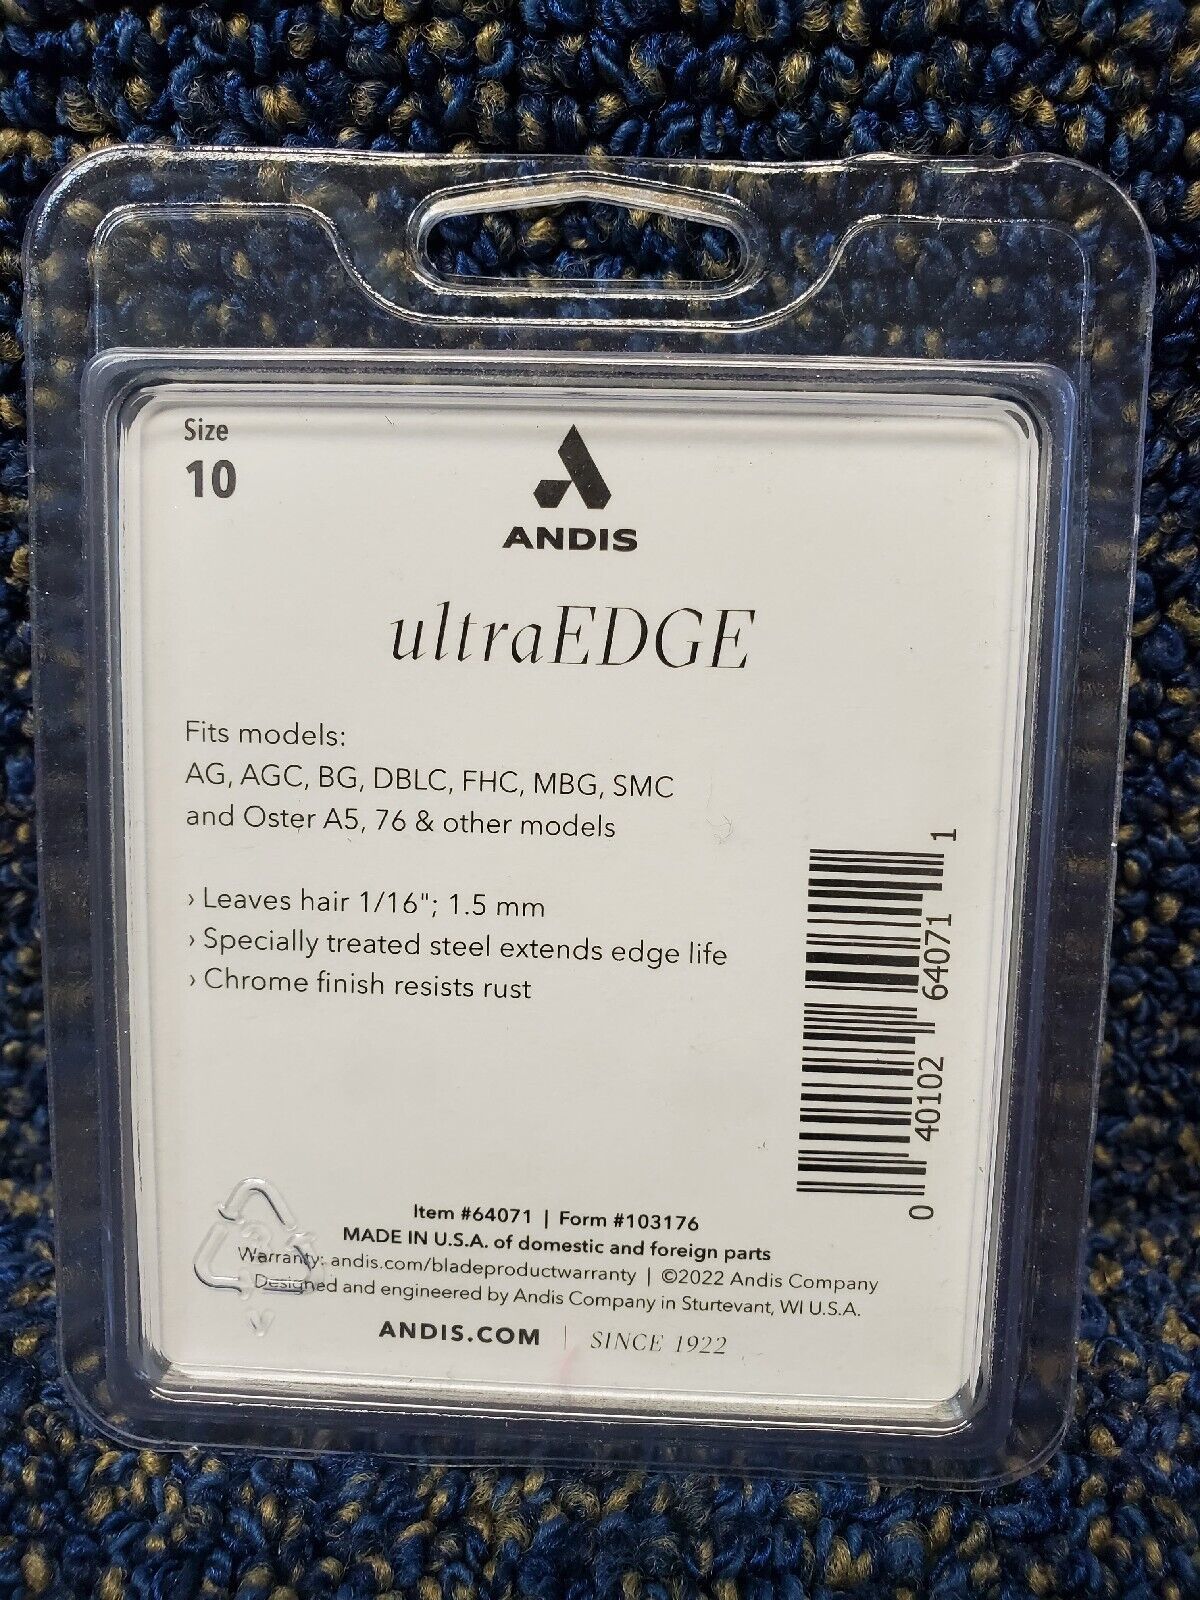 Size
10
ANDIS
ultraEDGE
Fits models:
AG, AGC, BG, DBLC, FHC, MBG, SMC
and Oster A5, 76 & other models
› Leaves hair 1/16"; 1.5 mm
› Specially treated steel extends edge life
› Chrome finish resists rust
0 40102 64071 1
Item #64071 | Form #103176
MADE IN U.S.A. of domestic and foreign parts
Warranty: andis.com/bladeproductwarranty | ©2022 Andis Company
Designed and engineered by Andis Company in Sturtevant, WI U.S.A.
ANDIS.COM | SINCE 1922